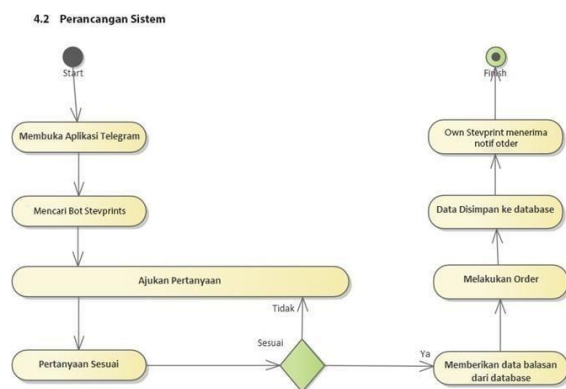 4.2 Perancangan Sistem
Start
Membuka Aplikasi Telegram
Mencari Bot Stevprints
Ajukan Pertanyaan
Pertanyaan Sesuai
Sesuai
Tidak
Ya
Memberikan data balasan
dari database
Melakukan Order
Data Disimpan ke database
Own Stevprint menerima
notif otder
Finish